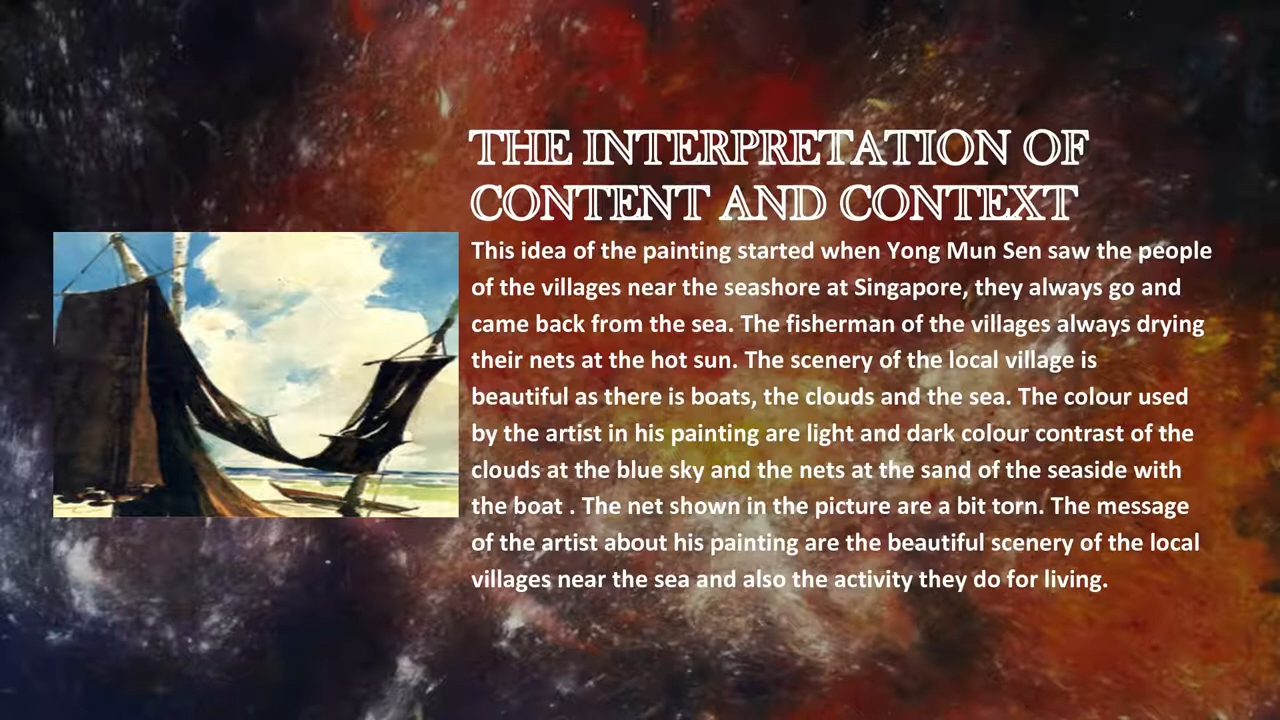 THE INTERPRETATION OF
CONTENT AND CONTEXT
This idea of the painting started when Yong Mun Sen saw the people
of the villages near the seashore at Singapore, they always go and
came back from the sea. The fisherman of the villages always drying
their nets at the hot sun. The scenery of the local village is
beautiful as there is boats, the clouds and the sea. The colour used
by the artist in his painting are light and dark colour contrast of the
clouds at the blue sky and the nets at the sand of the seaside with
the boat . The net shown in the picture are a bit torn. The message
of the artist about his painting are the beautiful scenery of the local
villages near the sea and also the activity they do for living.